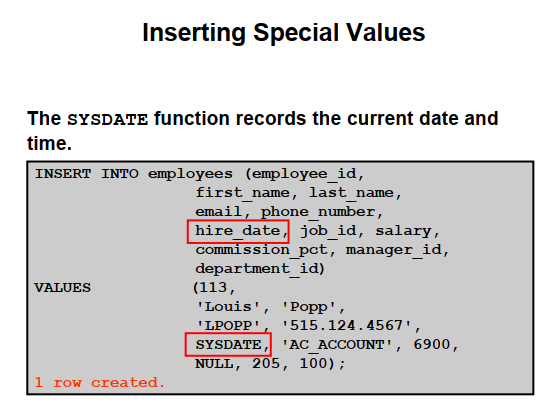 Inserting Special Values
The SYSDATE function records the current date and
time.
INSERT INTO employees (employee_id,
first_name, last_name,
email, phone_number,
hire_date, job_id, salary,
commission_pct, manager_id,
department_id)
VALUES (113,
'Louis', 'Popp',
'LPOPP', '515.124.4567',
SYSDATE, 'AC_ACCOUNT', 6900,
NULL, 205, 100);
1 row created.